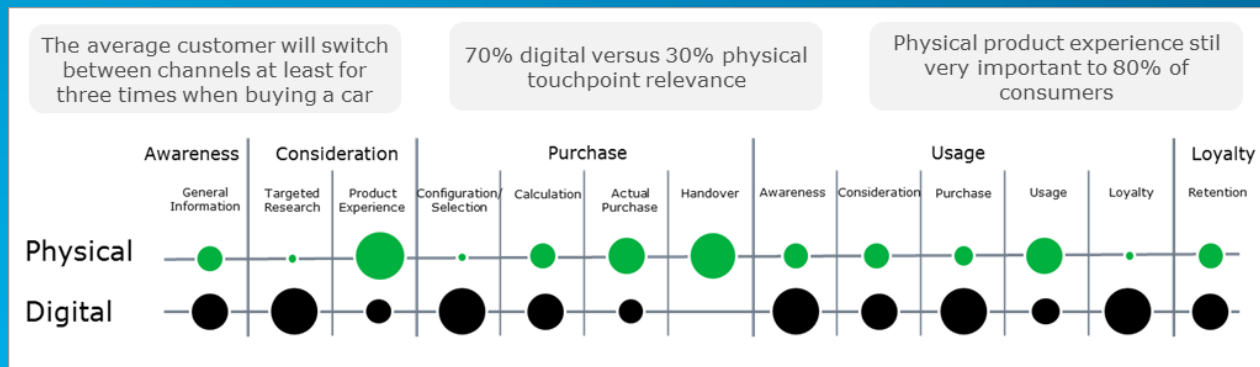 The average customer will switch
between channels at least for
three times when buying a car
70% digital versus 30% physical
touchpoint relevance
Physical product experience stil
very important to 80% of
consumers
Awareness
Consideration
Purchase
Usage
Loyalty
General
Information
Targeted
Research
Product
Experience
Configuration/
Selection
Calculation
Actual
Purchase
Handover
Awareness
Consideration
Purchase
Usage
Loyalty
Retention
Physical
Digital